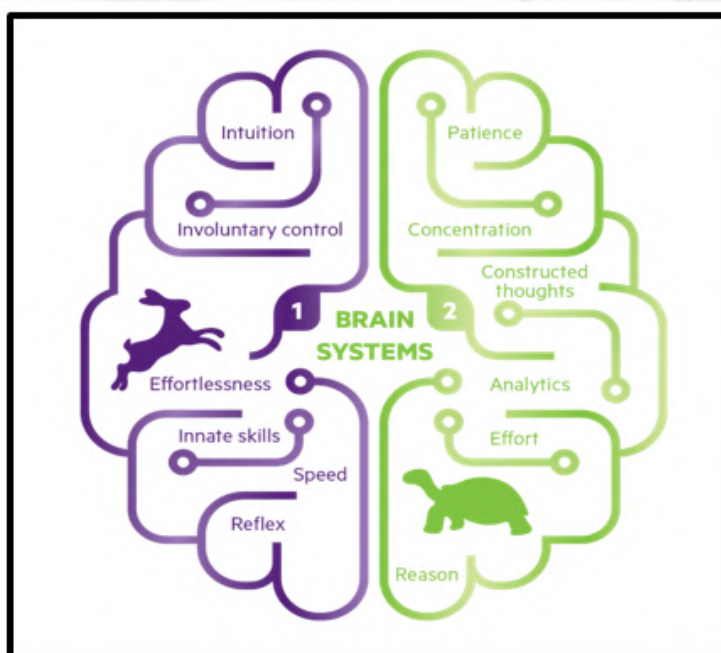 Intuition
Involuntary control
Effortlessness
Innate skills
Speed
Reflex
1
BRAIN
SYSTEMS
2
Patience
Concentration
Constructed
thoughts
Analytics
Effort
Reason